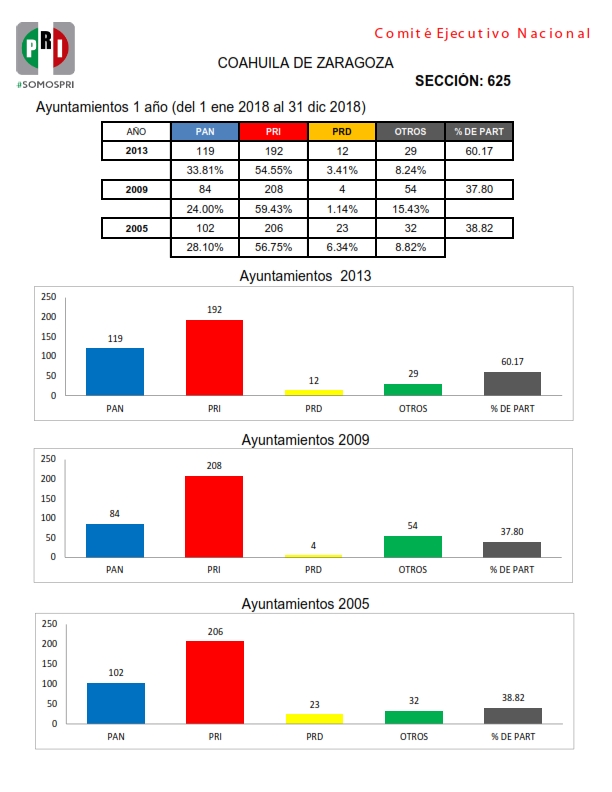 Comité Ejecutivo Nacional
PRI
#SOMOSPRI
COAHUILA DE ZARAGOZA
SECCIÓN: 625
Ayuntamientos 1 año (del 1 ene 2018 al 31 dic 2018)
AÑO PAN PRI PRD OTROS % DE PART
2013 119 192 12 29 60.17
33.81% 54.55% 3.41% 8.24%
2009 84 208 4 54 37.80
24.00% 59.43% 1.14% 15.43%
2005 102 206 23 32 38.82
28.10% 56.75% 6.34% 8.82%
Ayuntamientos 2013
250
200
150
100
50
0
119 192 12 29 60.17
PAN PRI PRD OTROS % DE PART
Ayuntamientos 2009
250
200
150
100
50
0
84 208 4 54 37.80
PAN PRI PRD OTROS % DE PART
Ayuntamientos 2005
250
200
150
100
50
0
102 206 23 32 38.82
PAN PRI PRD OTROS % DE PART